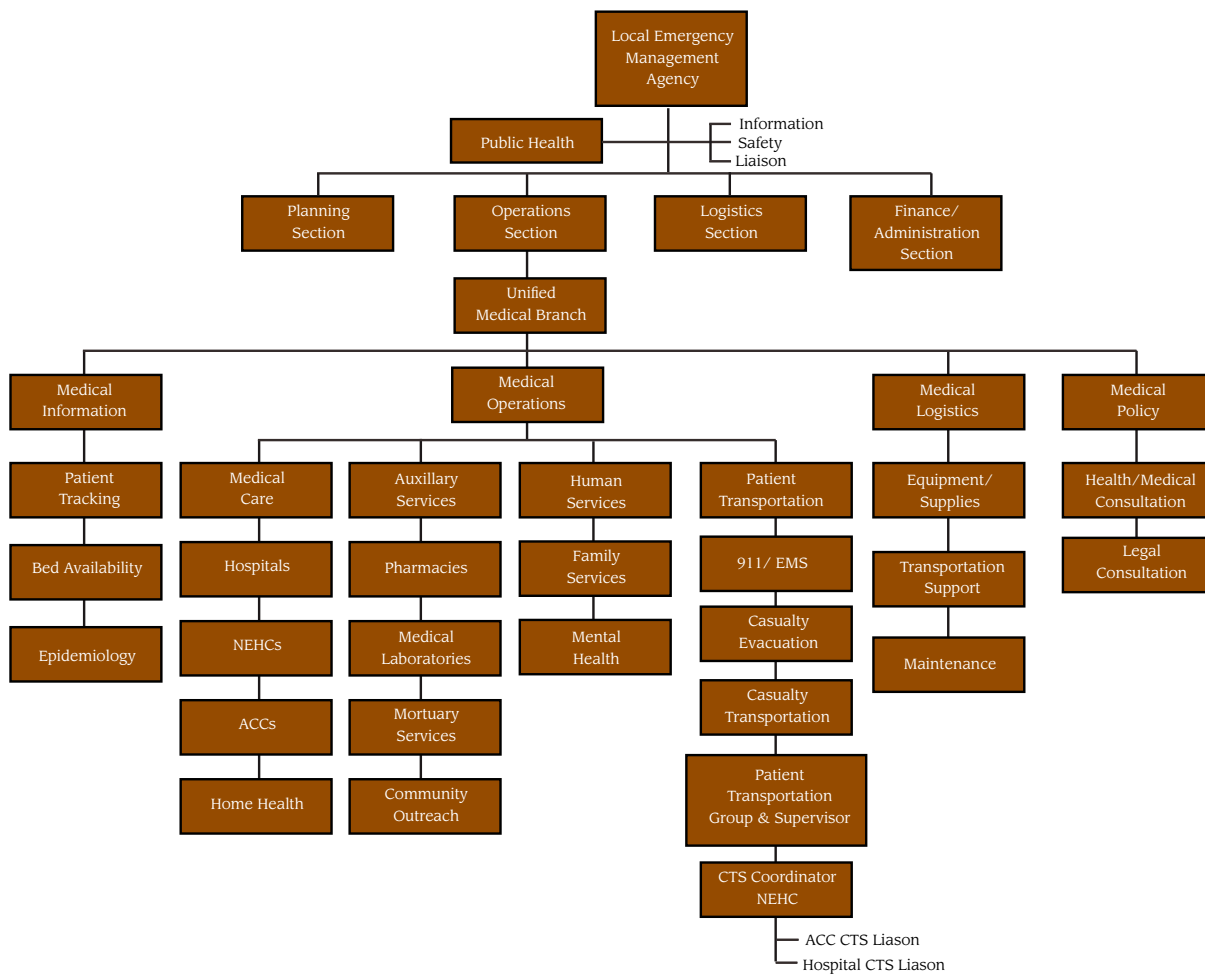 Local Emergency
Management
Agency
Public Health
Information
Safety
Liaison
Planning
Section
Operations
Section
Logistics
Section
Finance/
Administration
Section
Unified
Medical Branch
Medical
Information
Medical
Operations
Medical
Logistics
Medical
Policy
Patient
Tracking
Medical
Care
Auxillary
Services
Human
Services
Patient
Transportation
Equipment/
Supplies
Health/Medical
Consultation
Bed Availability
Hospitals
Pharmacies
Family
Services
911/ EMS
Transportation
Support
Legal
Consultation
Epidemiology
NEHCs
Medical
Laboratories
Mental
Health
Casualty
Evacuation
Maintenance
ACCs
Mortuary
Services
Casualty
Transportation
Home Health
Community
Outreach
Patient
Transportation
Group & Supervisor
CTS Coordinator
NEHC
ACC CTS Liason
Hospital CTS Liason